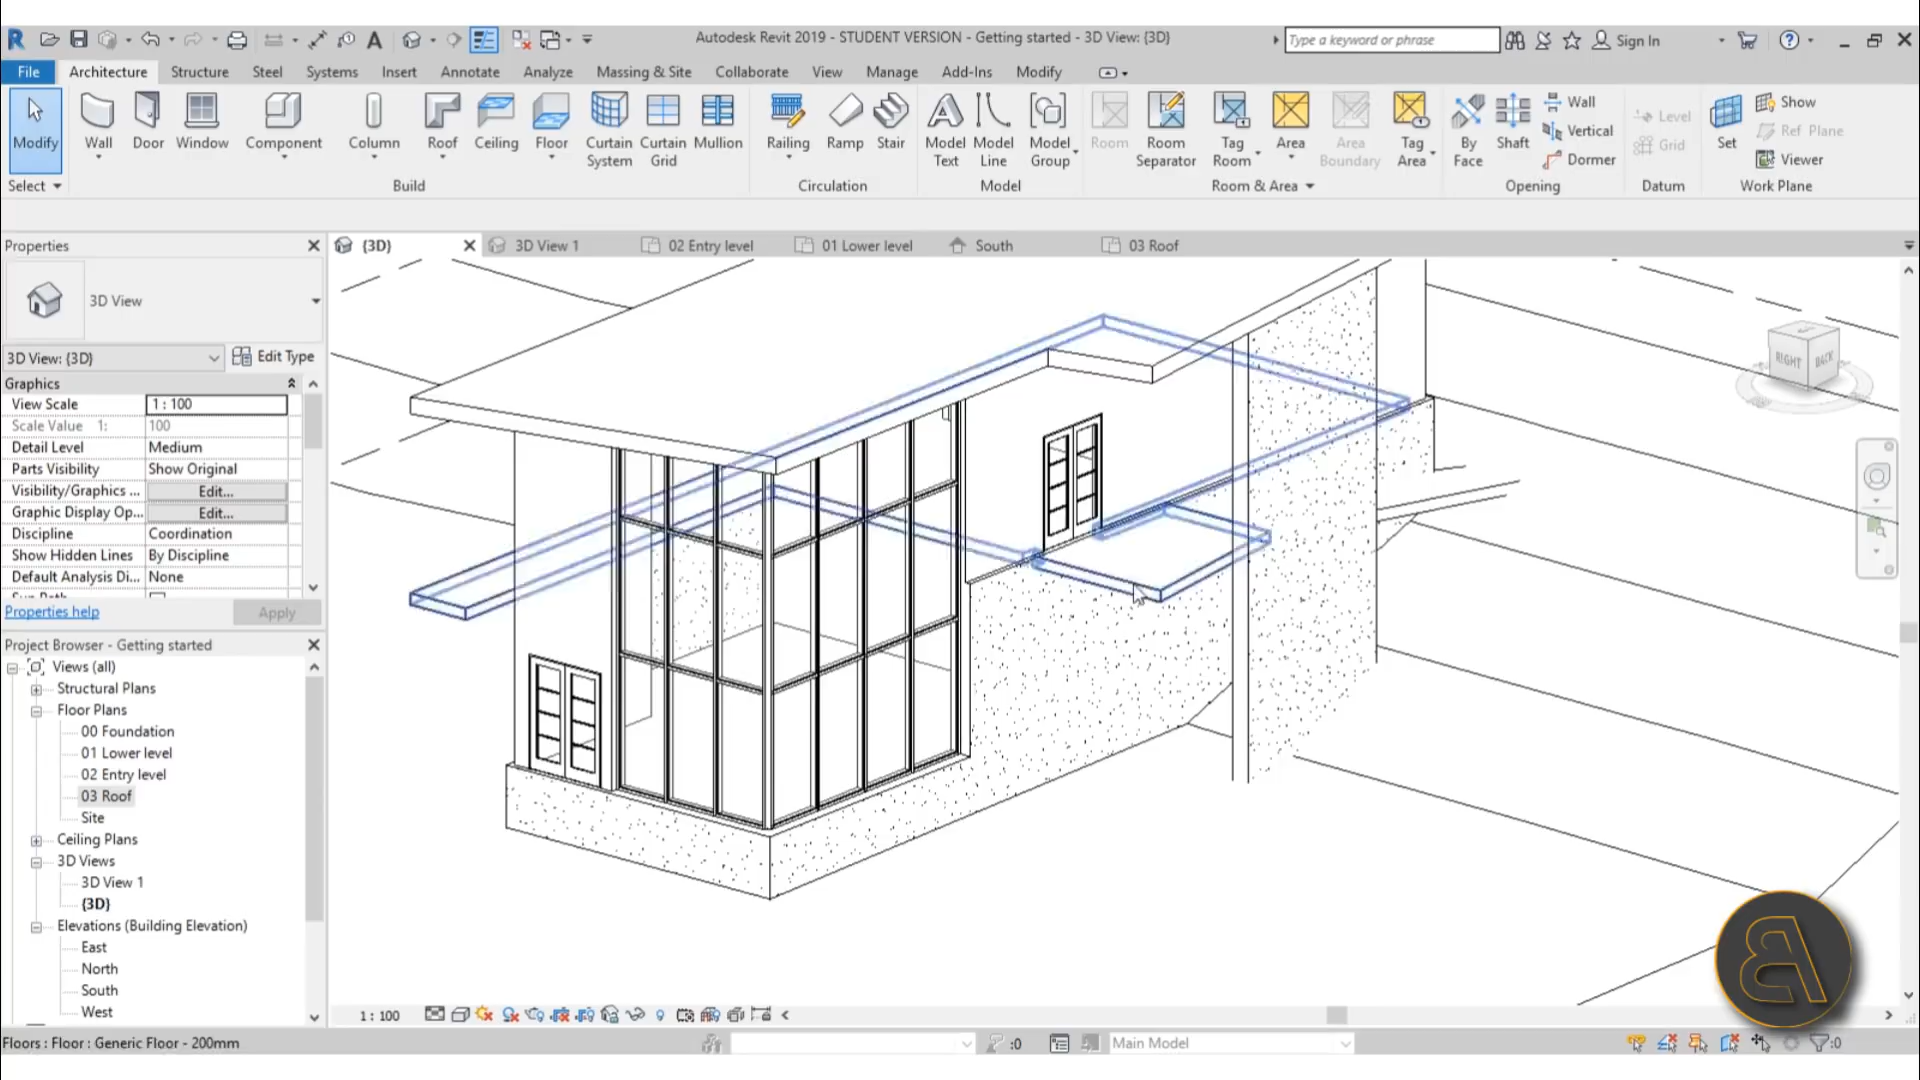 Autodesk Revit 2019 - STUDENT VERSION - Getting started - 3D View: {3D}
Type a keyword or phrase
Sign In
File Architecture Structure Steel Systems Insert Annotate Analyze Massing & Site Collaborate View Manage Add-Ins Modify
Modify Wall Door Window Component Column Roof Ceiling Floor Curtain System Curtain Grid Mullion Railing Ramp Stair Model Text Model Line Model Group Room Room Separator Tag Room Area Area Boundary Tag Area By Face Shaft Wall Vertical Dormer Level Grid Set Show Ref Plane Viewer
Select Build Circulation Model Room & Area Opening Datum Work Plane
Properties
{3D} 3D View 1 02 Entry level 01 Lower level South 03 Roof
3D View
3D View: {3D} Edit Type
Graphics
View Scale 1 : 100
Scale Value 1: 100
Detail Level Medium
Parts Visibility Show Original
Visibility/Graphics ... Edit...
Graphic Display Op... Edit...
Discipline Coordination
Show Hidden Lines By Discipline
Default Analysis Di... None
Properties help Apply
RIGHT BACK
Project Browser - Getting started
Views (all)
Structural Plans
Floor Plans
00 Foundation
01 Lower level
02 Entry level
03 Roof
Site
Ceiling Plans
3D Views
3D View 1
{3D}
Elevations (Building Elevation)
East
North
South
West
1 : 100
Floors : Floor : Generic Floor - 200mm
:0
Main Model
:0